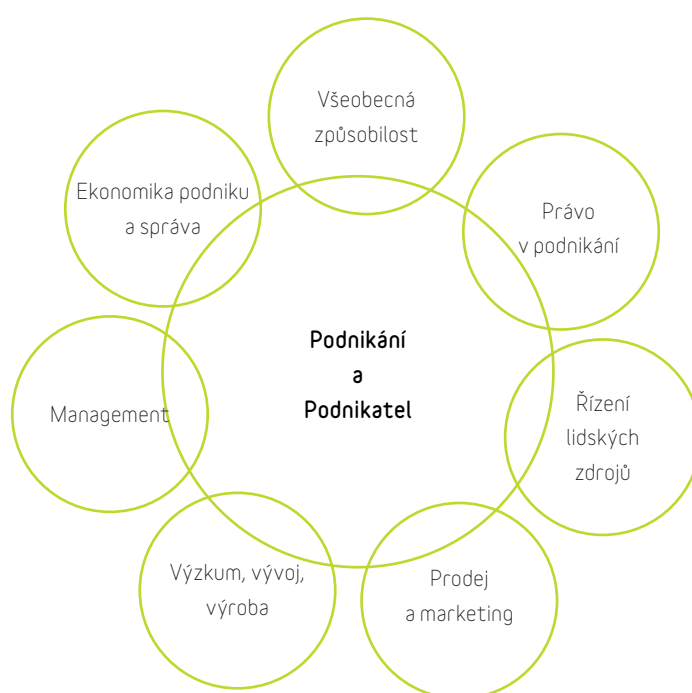 Všeobecná
způsobilost
Ekonomika podniku
a správa
Právo
v podnikání
Podnikání
a
Podnikatel
Management
Řízení
lidských
zdrojů
Výzkum, vývoj,
výroba
Prodej
a marketing